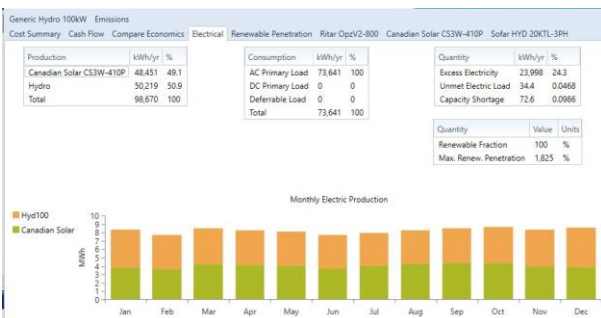 Generic Hydro 100kW Emissions
Cost Summary Cash Flow Compare Economics Electrical Renewable Penetration Ritar OpzV2-800 Canadian Solar CS3W-410P Sofar HYD 20KTL-3PH
Production kWh/yr %
Canadian Solar CS3W-410P 48,451 49.1
Hydro 50,219 50.9
Total 98,670 100
Consumption kWh/yr %
AC Primary Load 73,641 100
DC Primary Load 0 0
Deferrable Load 0 0
Total 73,641 100
Quantity kWh/yr %
Excess Electricity 23,998 24.3
Unmet Electric Load 34.4 0.0468
Capacity Shortage 72.6 0.0986
Quantity Value Units
Renewable Fraction 100 %
Max. Renew. Penetration 1,825 %
Monthly Electric Production
Hyd100
Canadian Solar
MWh
10
9
8
7
6
5
4
3
2
1
0
Jan Feb Mar Apr May Jun Jul Aug Sep Oct Nov Dec